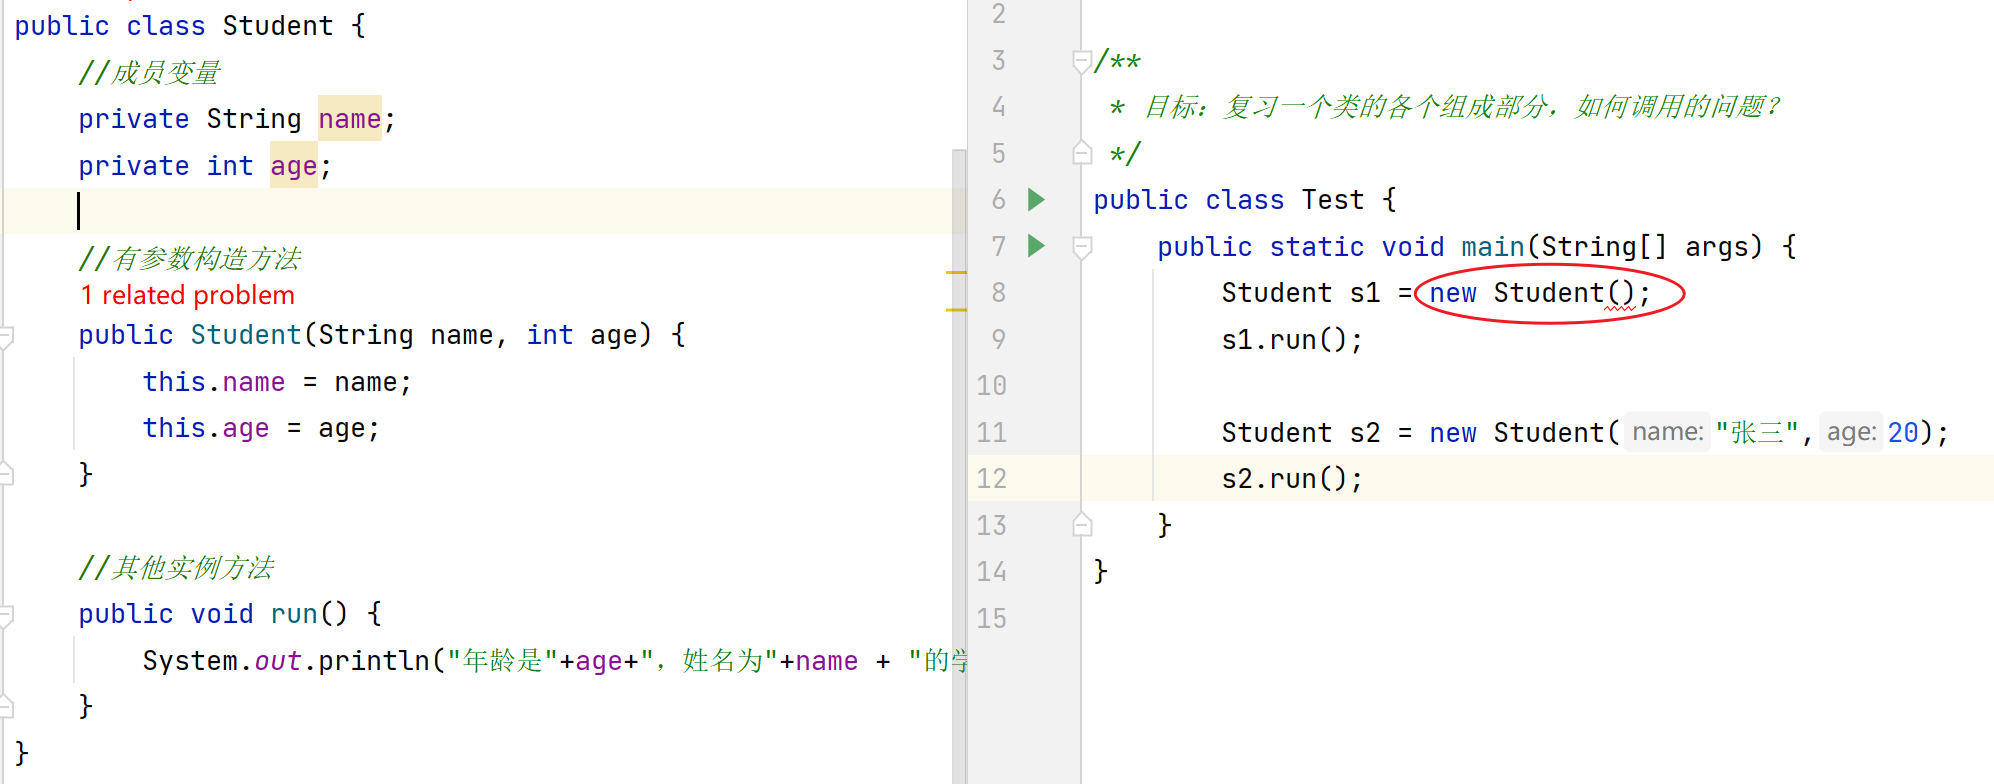 public class Student {
//成员变量
private String name;
private int age;
//有参数构造方法
1 related problem
public Student(String name, int age) {
this.name = name;
this.age = age;
}
//其他实例方法
public void run() {
System.out.println("年龄是"+age+", 姓名为"+name + "的
}
}
2
3 /**
4 * 目标: 复习一个类的各个组成部分, 如何调用的问题?
5 */
6 public class Test {
7 public static void main(String[] args) {
8 Student s1 = new Student();
9 s1.run();
10
11 Student s2 = new Student( name: "张三", age: 20);
12 s2.run();
13 }
14 }
15